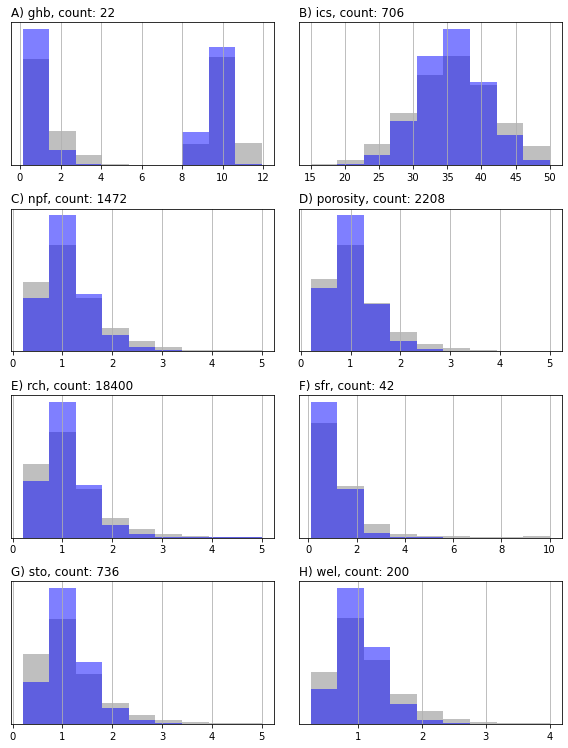 A) ghb, count: 22
0 2 4 6 8 10 12
B) ics, count: 706
15 20 25 30 35 40 45 50
C) npf, count: 1472
0 1 2 3 4 5
D) porosity, count: 2208
0 1 2 3 4 5
E) rch, count: 18400
0 1 2 3 4 5
F) sfr, count: 42
0 2 4 6 8 10
G) sto, count: 736
0 1 2 3 4 5
H) wel, count: 200
1 2 3 4